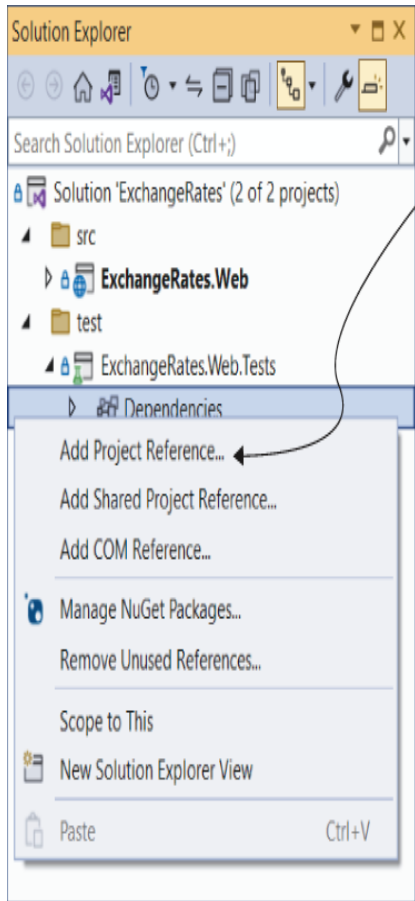 Solution Explorer
Search Solution Explorer (Ctrl+;)
Solution 'ExchangeRates' (2 of 2 projects)
src
ExchangeRates.Web
test
ExchangeRates.Web.Tests
Dependencies
Add Project Reference...
Add Shared Project Reference...
Add COM Reference...
Manage NuGet Packages...
Remove Unused References...
Scope to This
New Solution Explorer View
Paste Ctrl+V